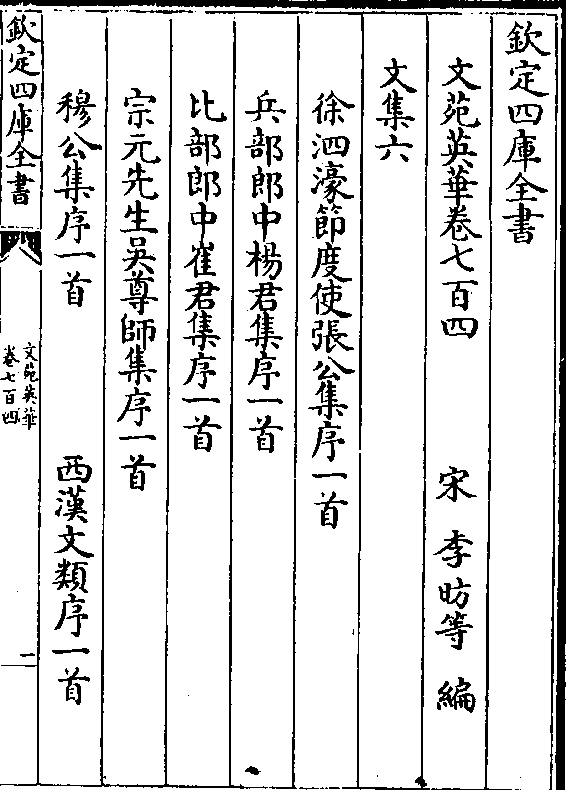 欽定四庫全書
文苑英華卷七百四 宋 李昉等 編
文集六
徐泗濠節度使張公集序一首
兵部郎中楊君集序一首
比部郎中崔君集序一首
宗元先生吳尊師集序一首
穆公集序一首 西漢文類序一首
欽定四庫全書
文苑英華
卷七百四
一